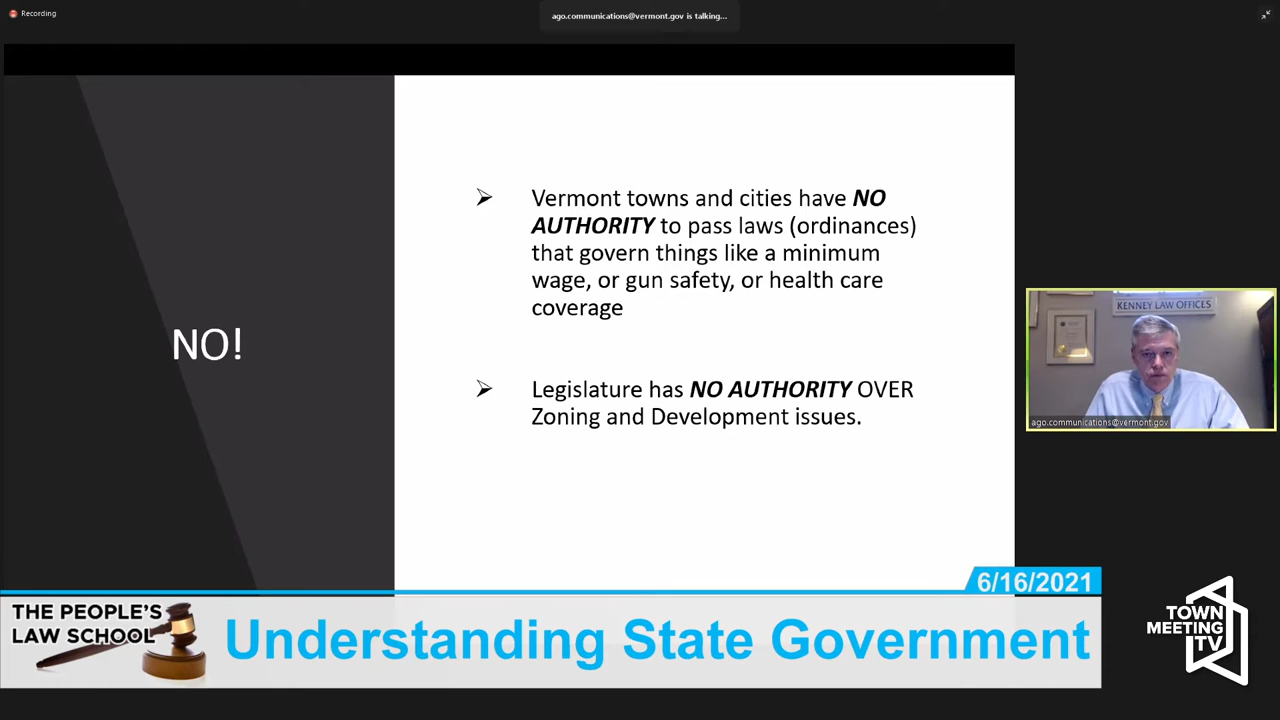 Recording
ago.communications@vermont.gov is talking...
NO!
➢ Vermont towns and cities have NO
AUTHORITY to pass laws (ordinances)
that govern things like a minimum
wage, or gun safety, or health care
coverage
➢ Legislature has NO AUTHORITY OVER
Zoning and Development issues.
KENNEY LAW OFFICES
ago.communications@vermont.gov
6/16/2021
THE PEOPLE'S
LAW SCHOOL
Understanding State Government
TOWN
MEETING
TV